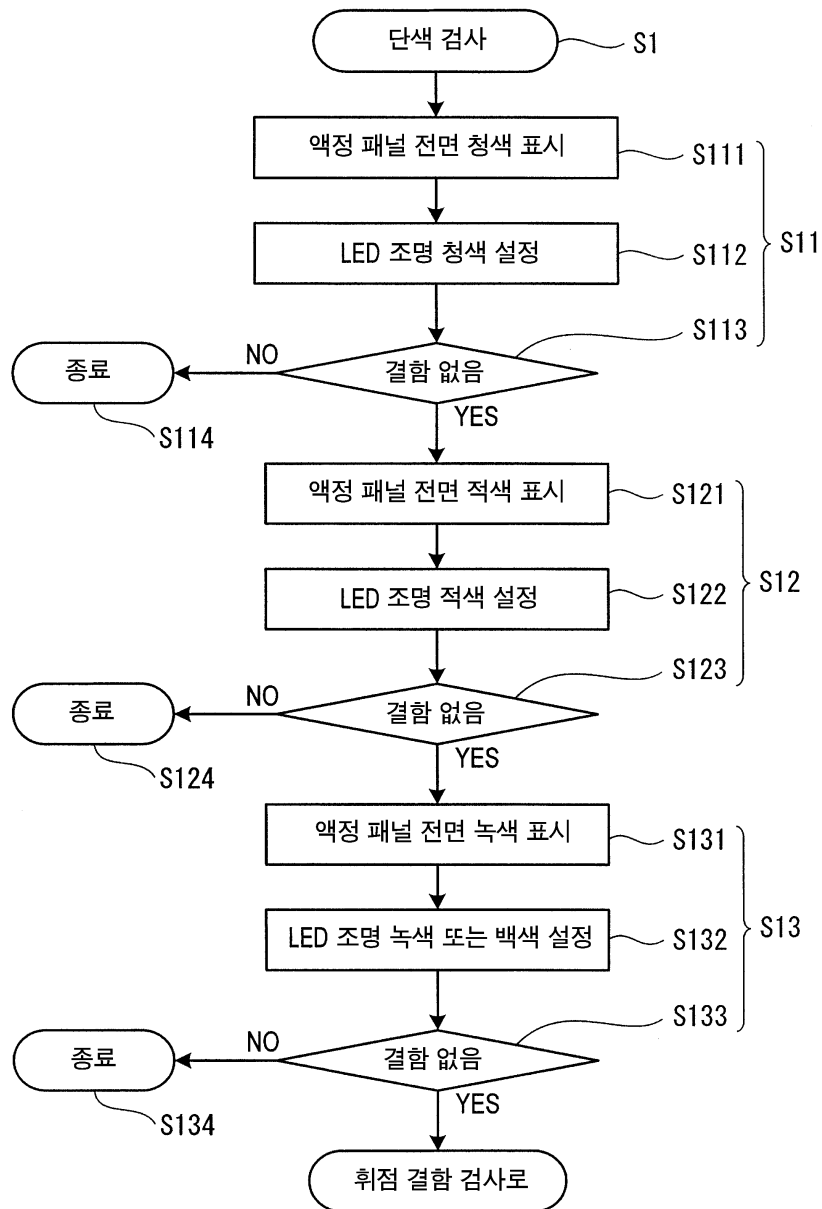 단색 검사
S1
액정 패널 전면 청색 표시
S111
LED 조명 청색 설정
S112
S11
결함 없음
S113
NO
종료
S114
YES
액정 패널 전면 적색 표시
S121
LED 조명 적색 설정
S122
S12
결함 없음
S123
NO
종료
S124
YES
액정 패널 전면 녹색 표시
S131
LED 조명 녹색 또는 백색 설정
S132
S13
결함 없음
S133
NO
종료
S134
YES
휘점 결함 검사로